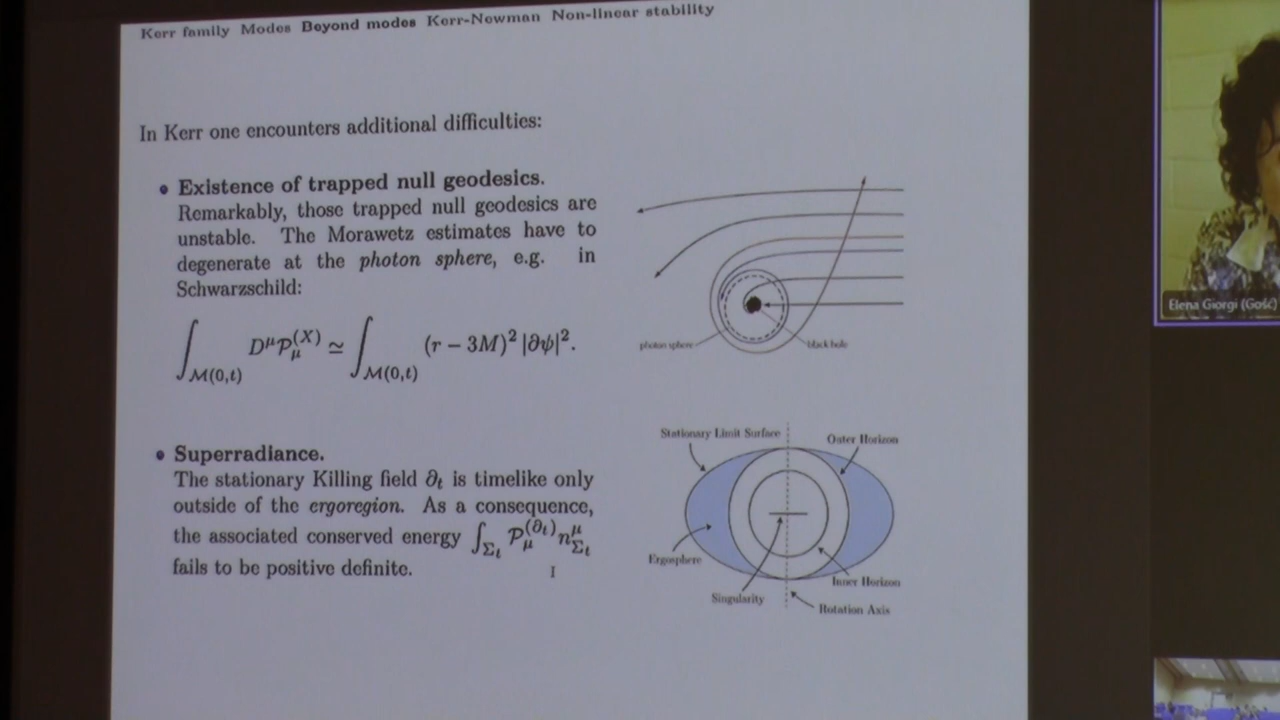 Kerr family Modes Beyond modes Kerr-Newman Non-linear stability
In Kerr one encounters additional difficulties:
• Existence of trapped null geodesics.
Remarkably, those trapped null geodesics are
unstable. The Morawetz estimates have to
degenerate at the photon sphere, e.g. in
Schwarzschild:
∫_{M(0,t)} D^μ P_μ^{(X)} ≃ ∫_{M(0,t)} (r − 3M)² |∂ψ|².
photon sphere
black hole
• Superradiance.
The stationary Killing field ∂_t is timelike only
outside of the ergoregion. As a consequence,
the associated conserved energy ∫_{Σ_t} P_μ^{(∂_t)} n^μ_{Σ_t}
fails to be positive definite.
Stationary Limit Surface
Outer Horizon
Ergosphere
Inner Horizon
Singularity
Rotation Axis
Elena Giorgi (Gość)